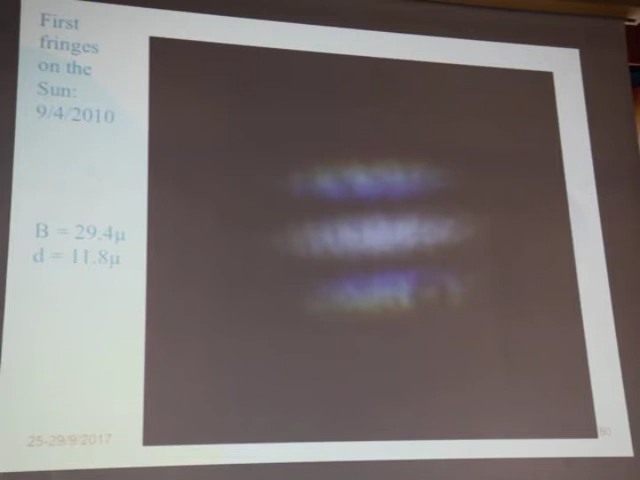 First
fringes
on the
Sun:
9/4/2010
B = 29.4μ
d = 11.8μ
25-29/9/2017